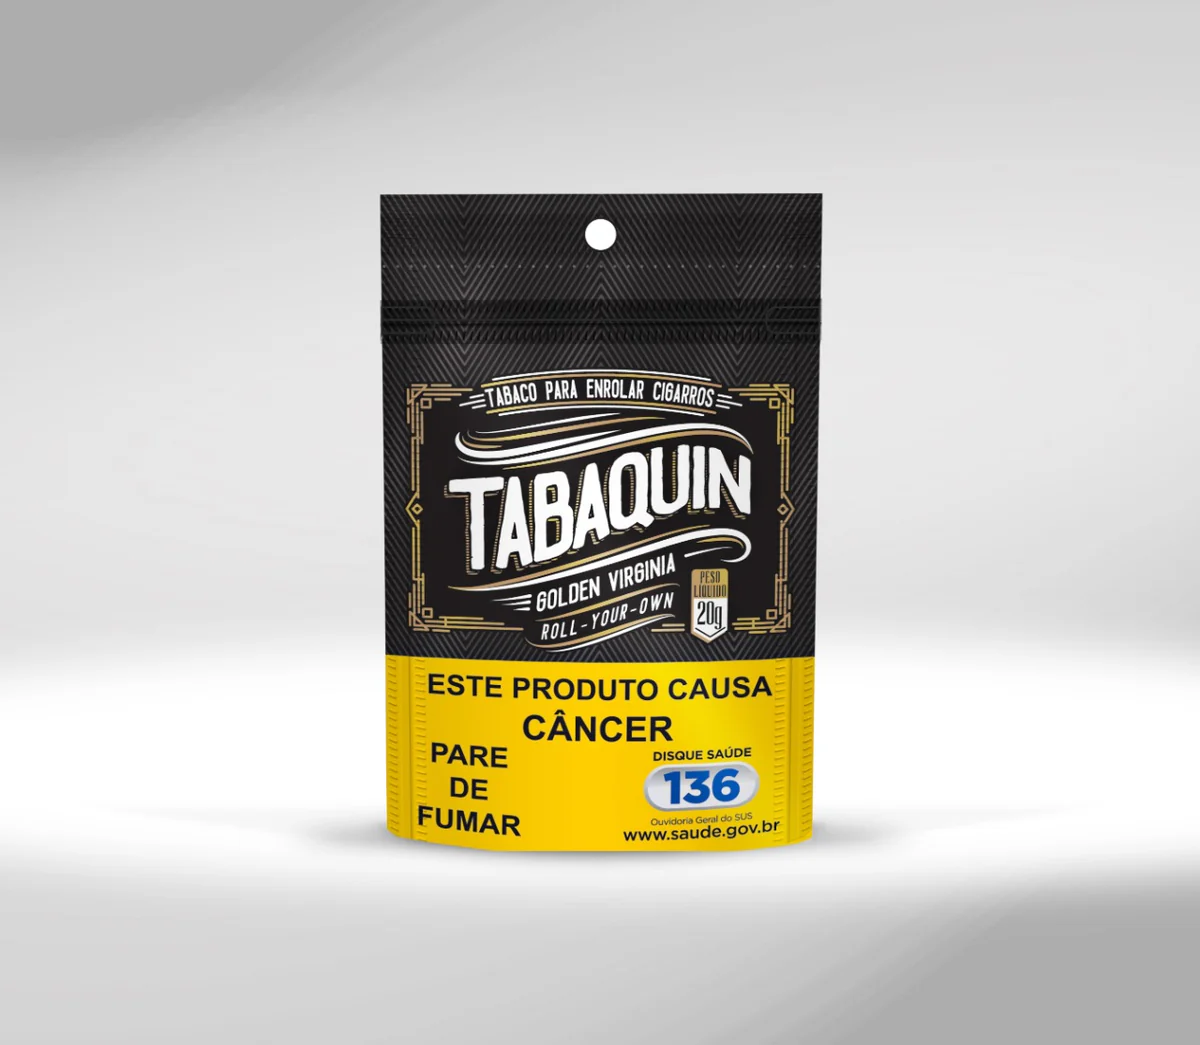 TABACO PARA ENROLAR CIGARROS
TABAQUIN
GOLDEN VIRGINIA
ROLL-YOUR-OWN
PESO
LÍQUIDO
20g
ESTE PRODUTO CAUSA
CÂNCER
PARE
DE
FUMAR
DISQUE SAÚDE
136
Ouvidoria Geral do SUS
www.saude.gov.br